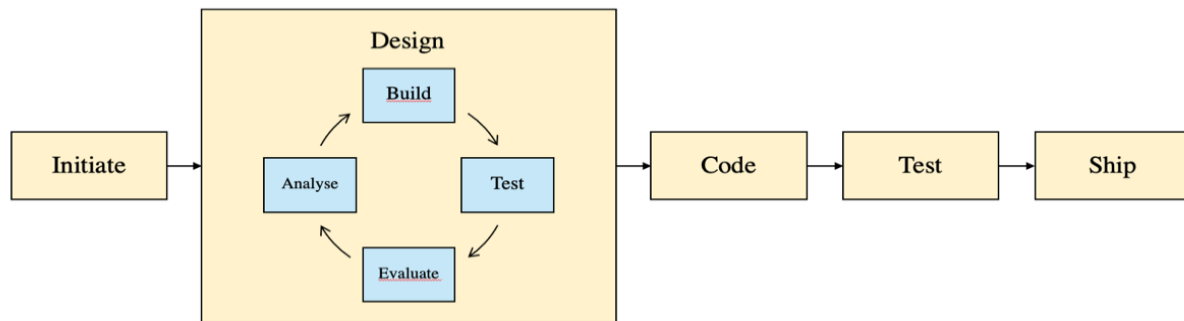 Design
Build
Initiate
Analyse
Test
Evaluate
Code
Test
Ship